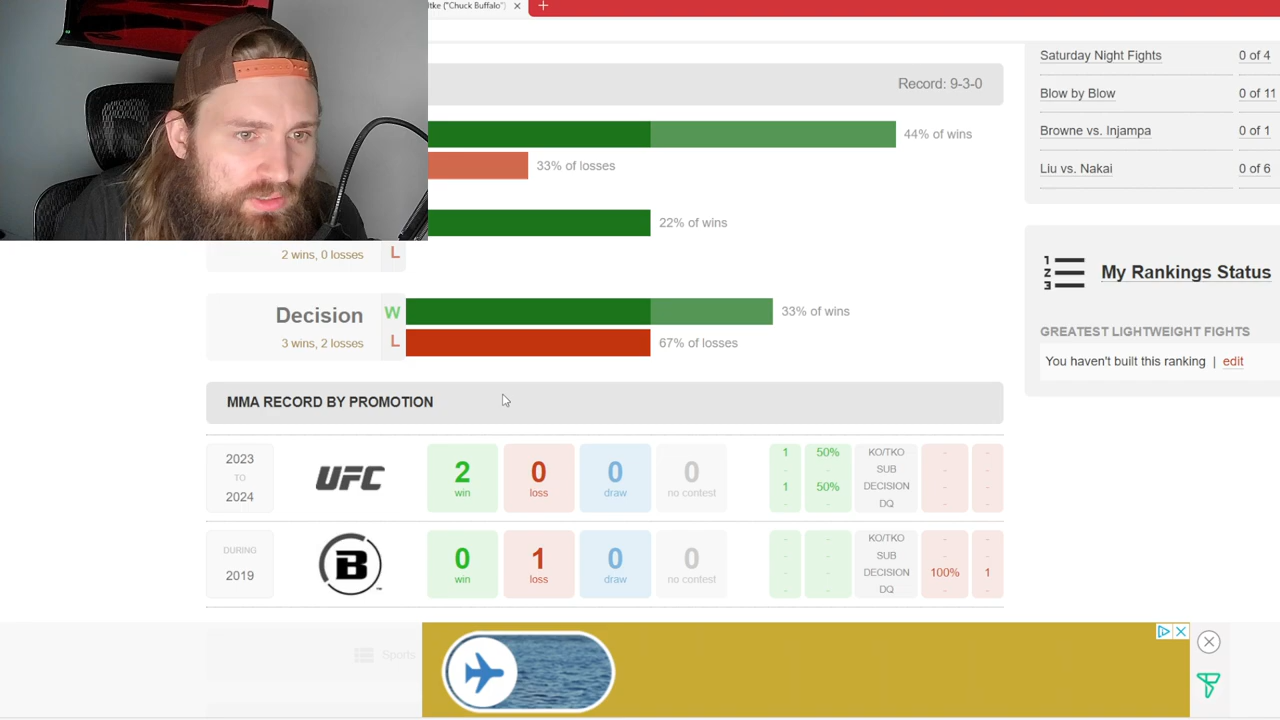 ltke ("Chuck Buffalo")
Record: 9-3-0
44% of wins
33% of losses
22% of wins
2 wins, 0 losses L
Decision W 33% of wins
3 wins, 2 losses L 67% of losses
MMA RECORD BY PROMOTION
2023 TO 2024
UFC
2 win
0 loss
0 draw
0 no contest
1 50% KO/TKO - -
- - SUB - -
1 50% DECISION - -
- - DQ - -
DURING 2019
B
0 win
1 loss
0 draw
0 no contest
- - KO/TKO - -
- - SUB - -
- - DECISION 100% 1
- - DQ - -
Sports
Saturday Night Fights 0 of 4
Blow by Blow 0 of 11
Browne vs. Injampa 0 of 1
Liu vs. Nakai 0 of 6
My Rankings Status
GREATEST LIGHTWEIGHT FIGHTS
You haven't built this ranking | edit